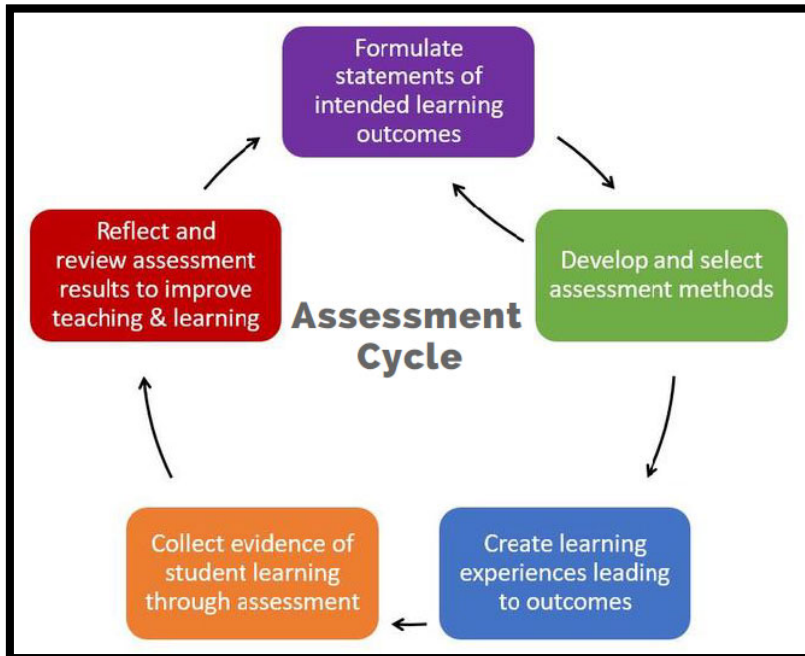 Formulate
statements of
intended learning
outcomes
Develop and select
assessment methods
Create learning
experiences leading
to outcomes
Collect evidence of
student learning
through assessment
Reflect and
review assessment
results to improve
teaching & learning
Assessment
Cycle